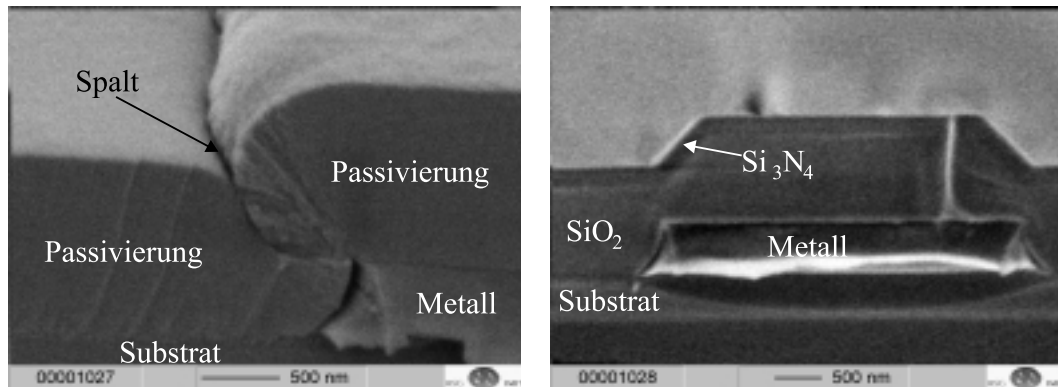 Spalt
Passivierung
Passivierung
Metall
Substrat
00001027
500 nm
Si₃N₄
SiO₂
Metall
Substrat
00001028
500 nm